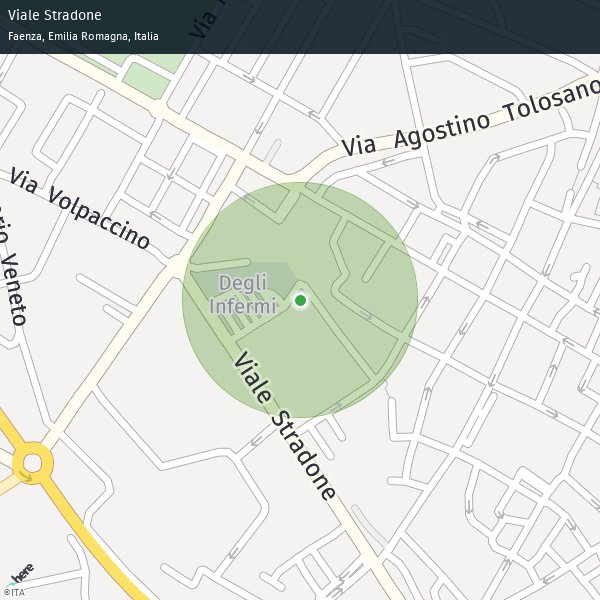 Viale Stradone
Faenza, Emilia Romagna, Italia
Via
Via Agostino Tolosano
Via Volpaccino
Veneto
Degli
Infermi
Viale Stradone
here
©ITA